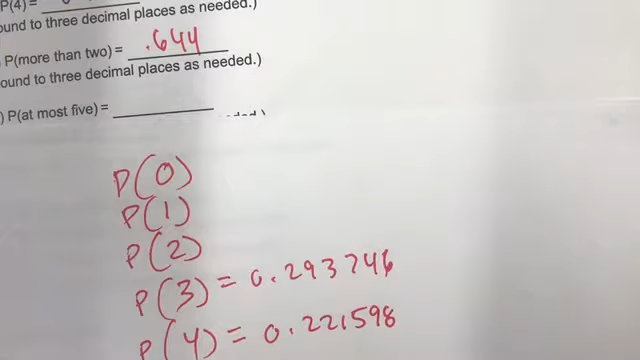 P(4) =
ound to three decimal places as needed.)
P(more than two) = .644
ound to three decimal places as needed.)
) P(at most five) =
P(0)
P(1)
P(2)
P(3) = 0.293746
P(4) = 0.221598